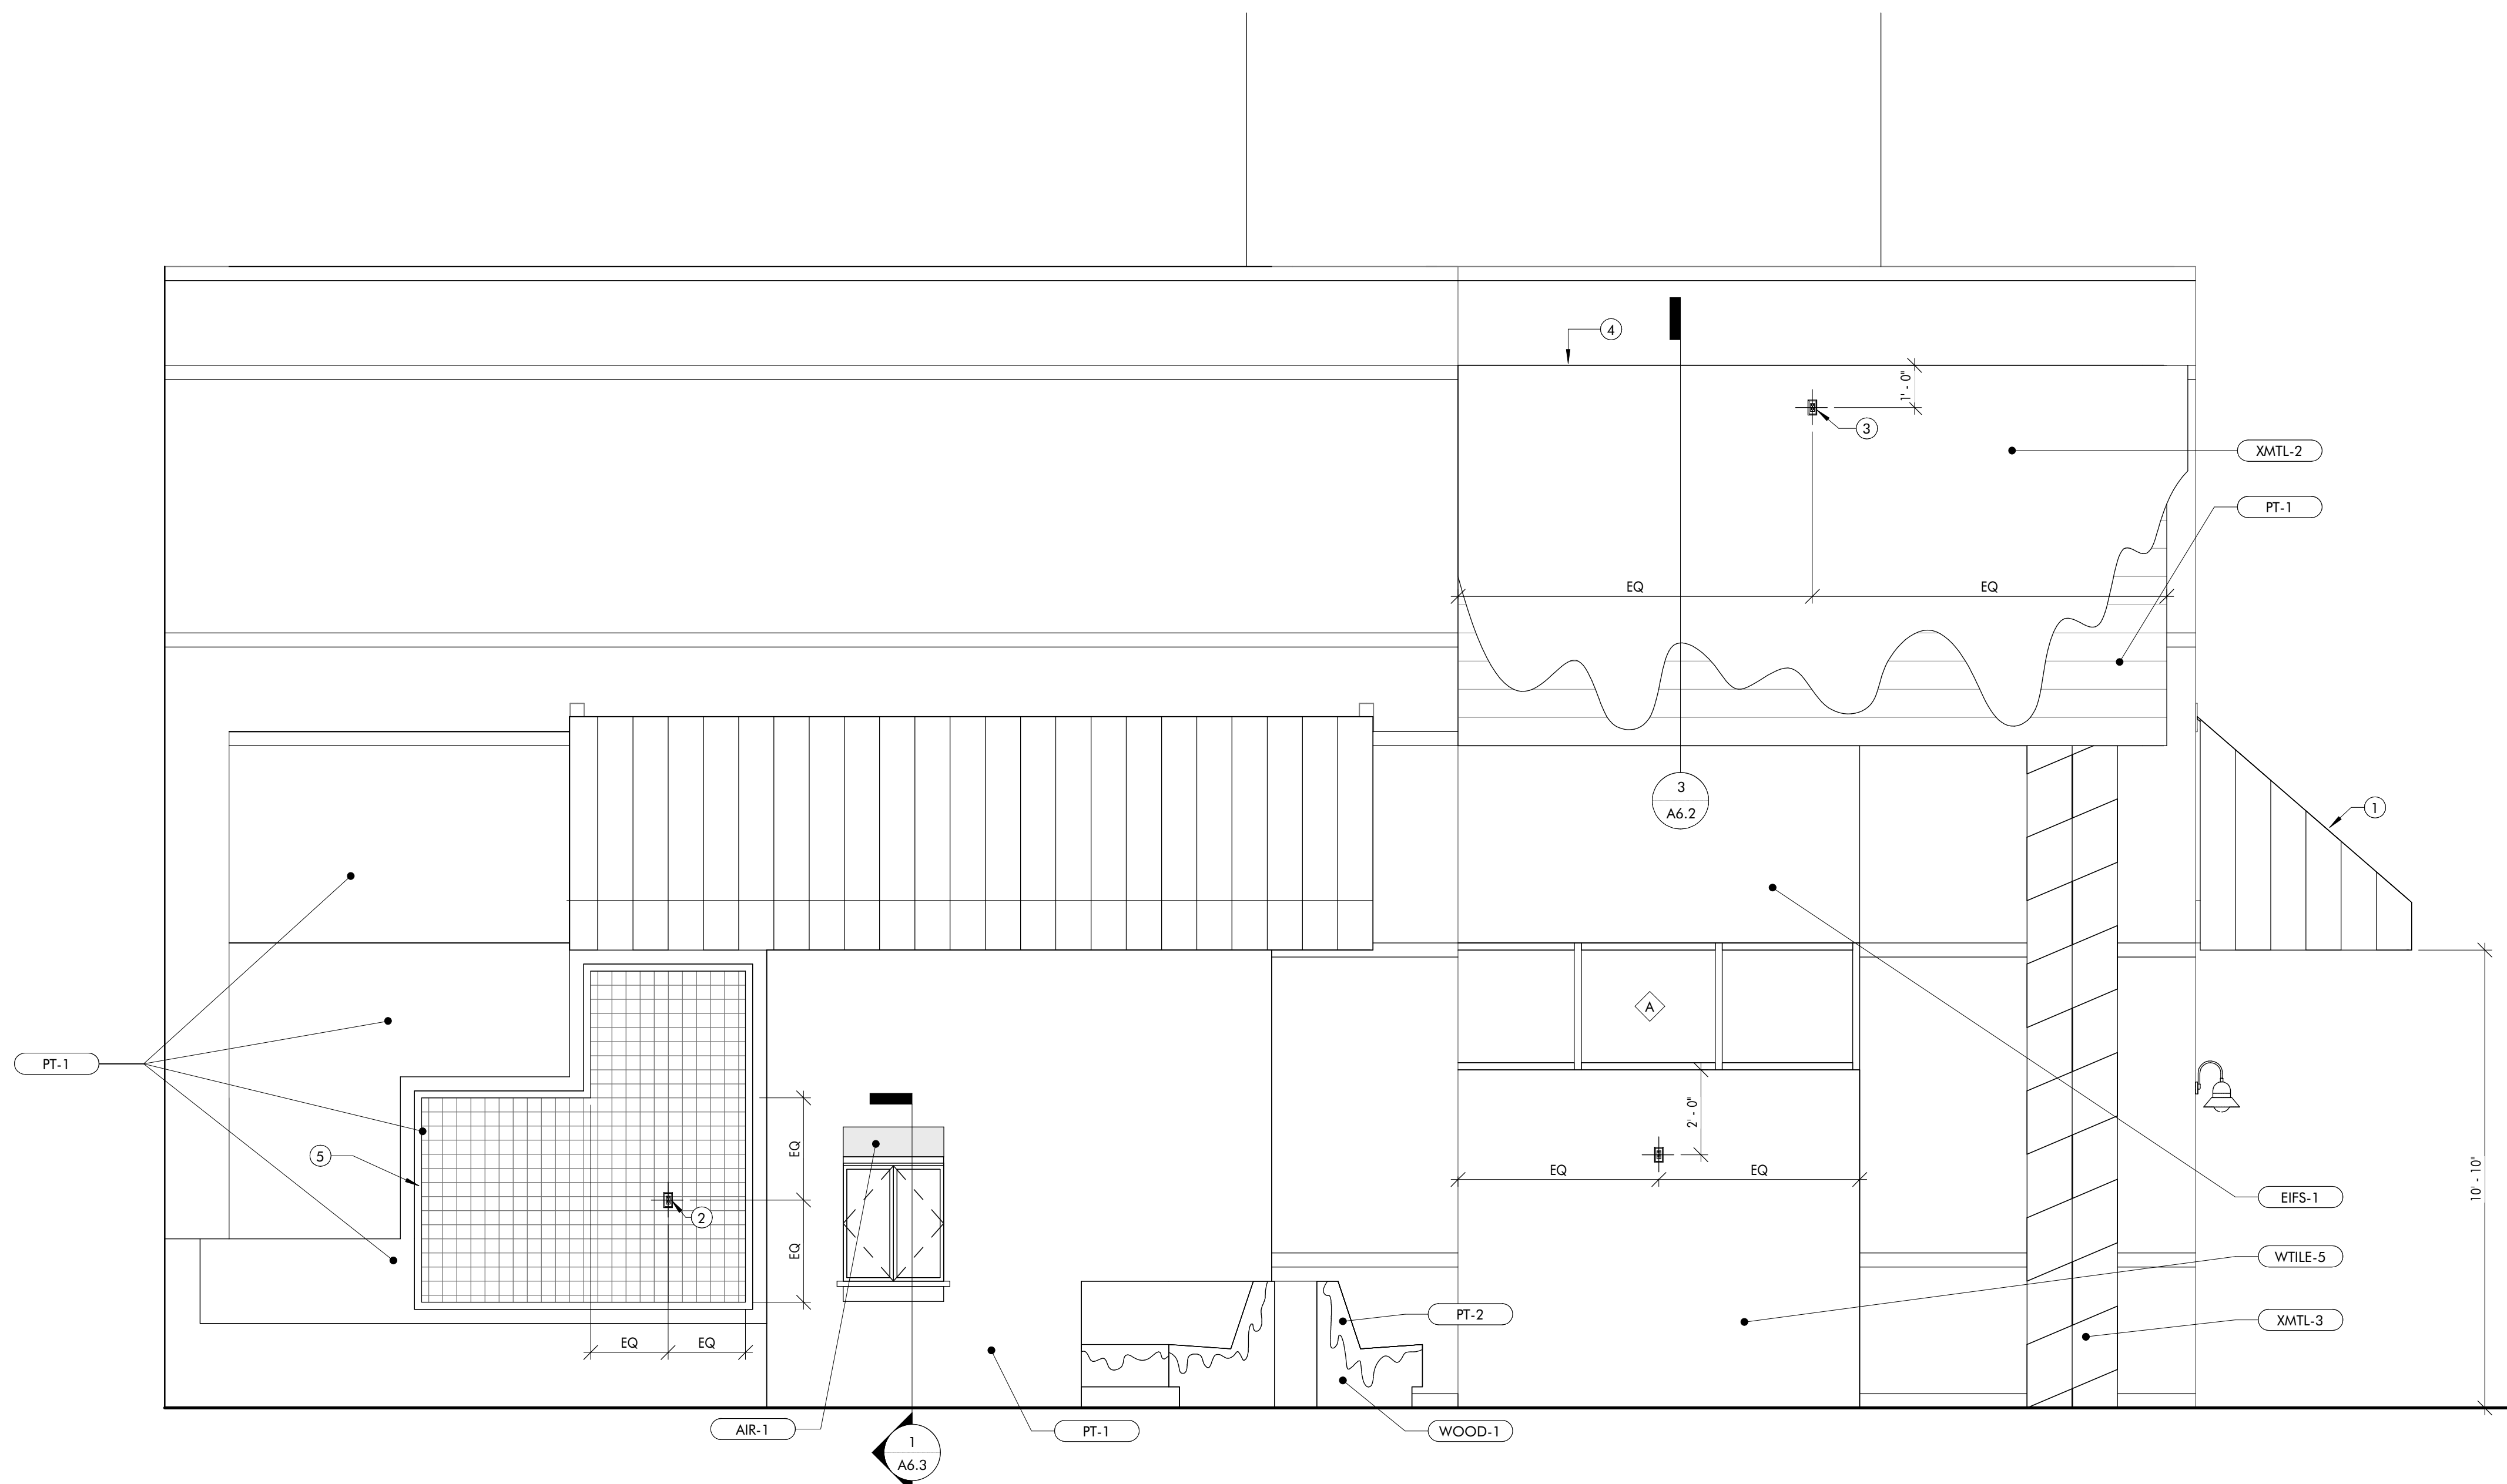 4
1' - 0"
3
XMTL-2
PT-1
EQ
EQ
3
A6.2
1
A
PT-1
2' - 0"
5
EQ
EQ
EQ
10' - 10"
EIFS-1
2
EQ
WTILE-5
PT-2
XMTL-3
EQ
EQ
AIR-1
PT-1
WOOD-1
1
A6.3